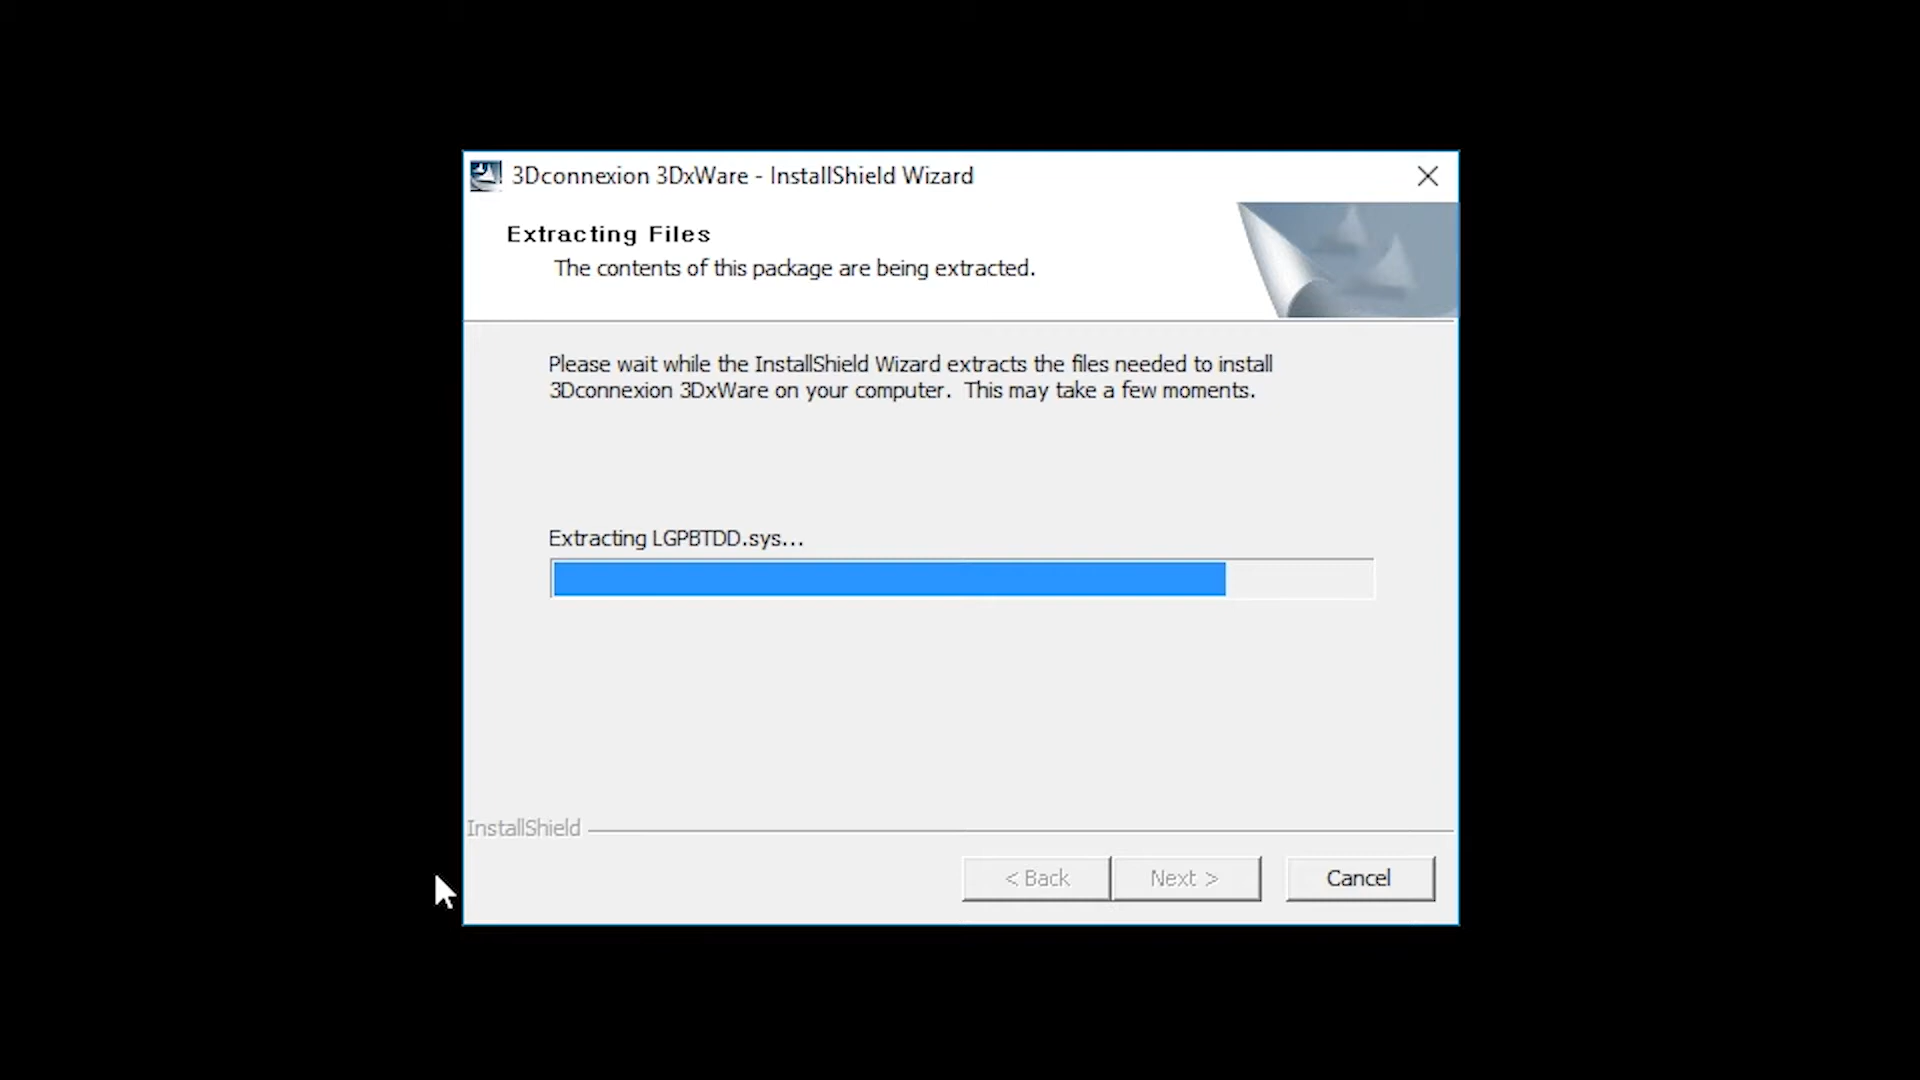 3Dconnexion 3DxWare - InstallShield Wizard
Extracting Files
The contents of this package are being extracted.
Please wait while the InstallShield Wizard extracts the files needed to install
3Dconnexion 3DxWare on your computer.  This may take a few moments.
Extracting LGPBTDD.sys...
InstallShield
< Back
Next >
Cancel